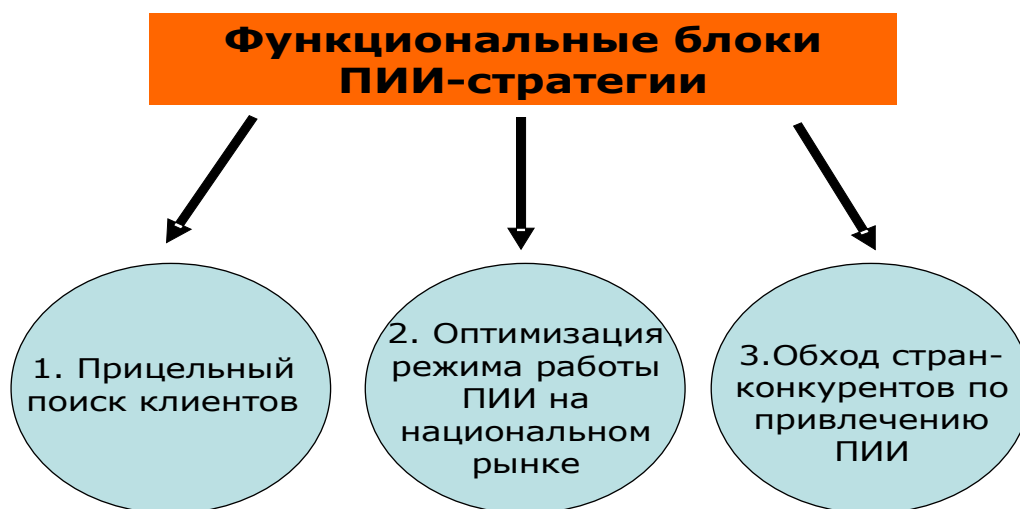 Функциональные блоки
ПИИ-стратегии
1. Прицельный
поиск клиентов
2. Оптимизация
режима работы
ПИИ на
национальном
рынке
3.Обход стран-
конкурентов по
привлечению
ПИИ